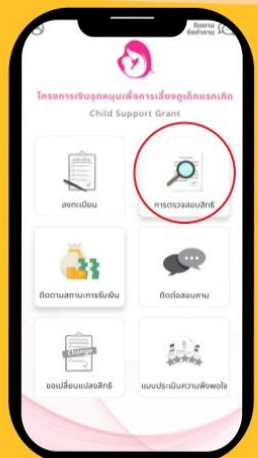 ติดตาม
ข้อคำถาม
โครงการเงินอุดหนุนเพื่อการเลี้ยงดูเด็กแรกเกิด
Child Support Grant
ลงทะเบียน
การตรวจสอบสิทธิ
ติดตามสถานะการรับเงิน
ติดต่อสอบถาม
Change
ขอเปลี่ยนแปลงสิทธิ
แบบประเมินความพึงพอใจ